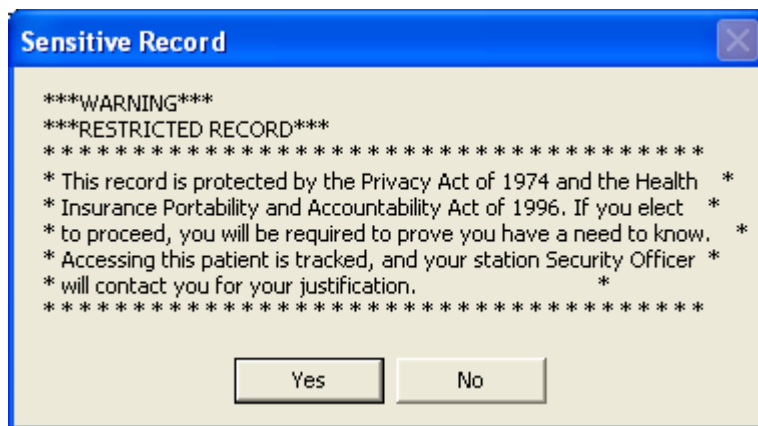 Sensitive Record
***WARNING***
***RESTRICTED RECORD***
* * * * * * * * * * * * * * * * * * * * * * * * * * * * * * * * * * * * *
* This record is protected by the Privacy Act of 1974 and the Health *
* Insurance Portability and Accountability Act of 1996. If you elect *
* to proceed, you will be required to prove you have a need to know. *
* Accessing this patient is tracked, and your station Security Officer *
* will contact you for your justification. *
* * * * * * * * * * * * * * * * * * * * * * * * * * * * * * * * * * * * *
Yes No